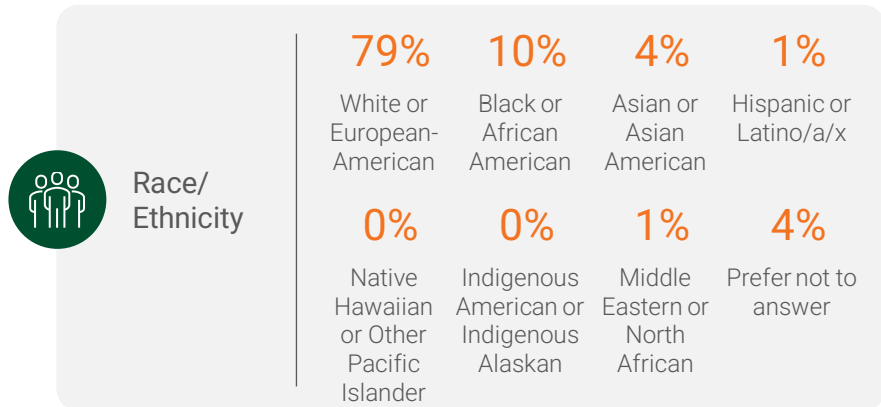 Race/
Ethnicity
79%
White or
European-
American
10%
Black or
African
American
4%
Asian or
Asian
American
1%
Hispanic or
Latino/a/x
0%
Native
Hawaiian
or Other
Pacific
Islander
0%
Indigenous
American or
Indigenous
Alaskan
1%
Middle
Eastern or
North
African
4%
Prefer not to
answer